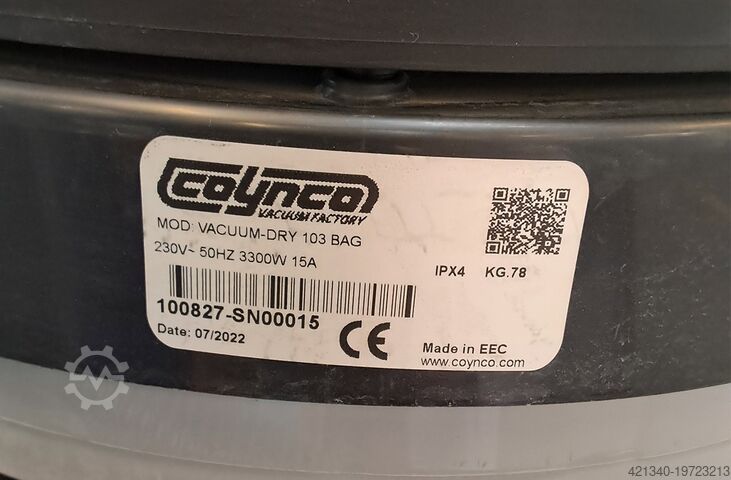 coynco
VACUUM FACTORY
MOD: VACUUM-DRY 103 BAG
230V~ 50HZ 3300W 15A
IPX4 KG.78
100827-SN00015
Date: 07/2022
CE
Made in EEC
www.coynco.com
421340-19723213